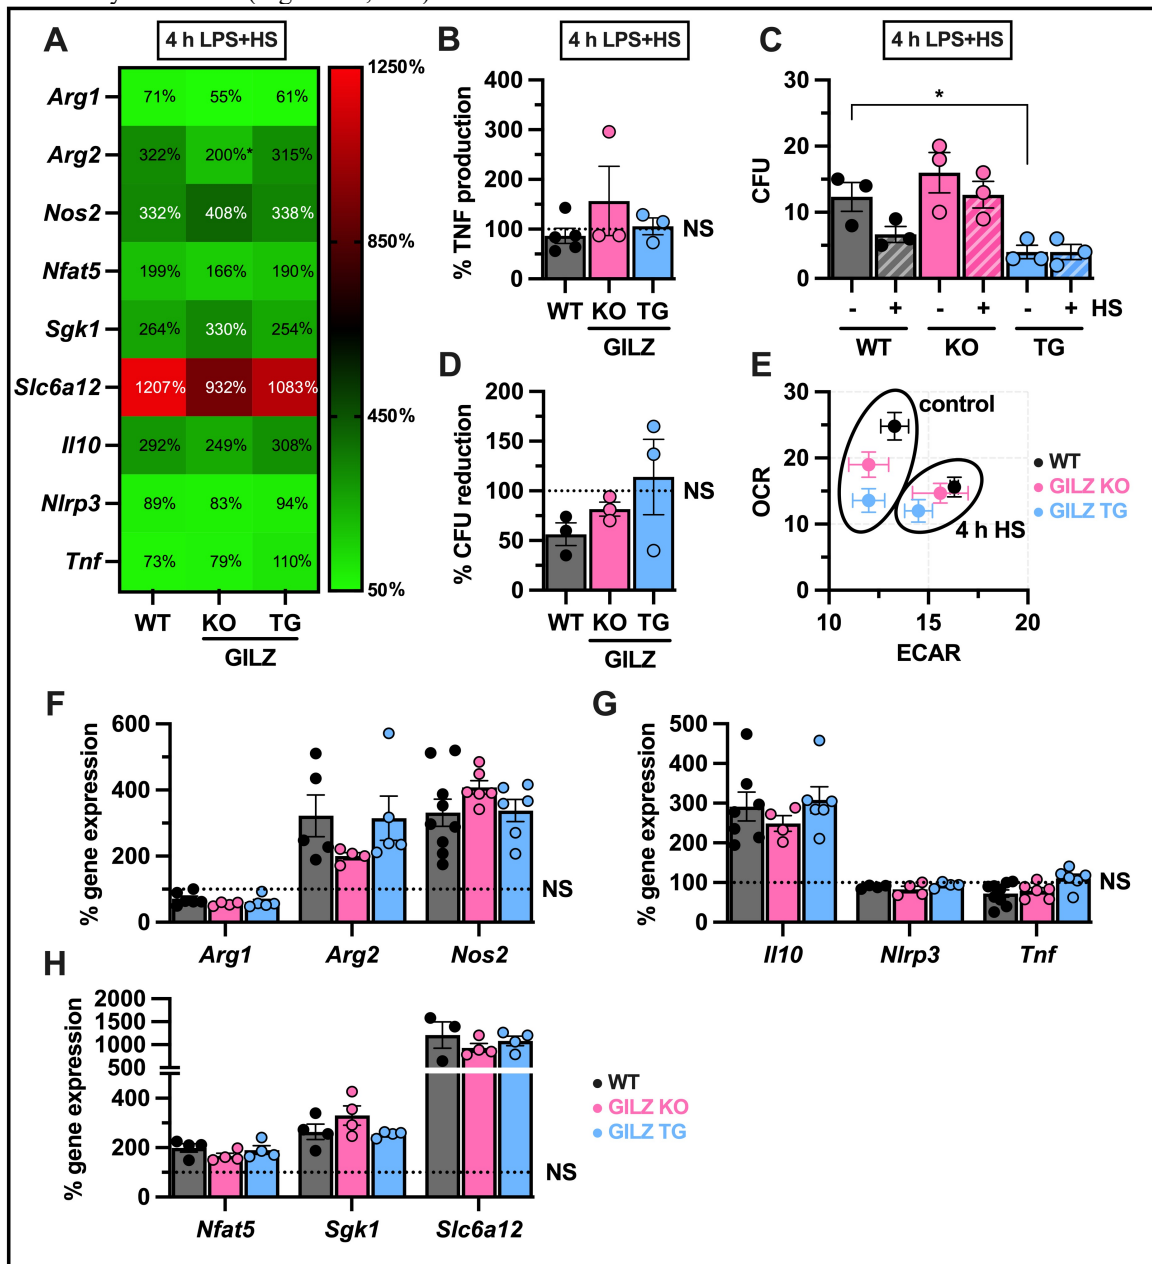 A
4 h LPS+HS
Arg1 71% 55% 61%
Arg2 322% 200%* 315%
Nos2 332% 408% 338%
Nfat5 199% 166% 190%
Sgk1 264% 330% 254%
Slc6a12 1207% 932% 1083%
Il10 292% 249% 308%
Nlrp3 89% 83% 94%
Tnf 73% 79% 110%
WT KO TG
GILZ
1250%
850%
450%
50%
B
4 h LPS+HS
% TNF production
400
300
200
100
0
NS
WT KO TG
GILZ
C
4 h LPS+HS
CFU
30
20
10
0
*
- + - + - + HS
WT KO TG
D
% CFU reduction
200
150
100
50
0
NS
WT KO TG
GILZ
E
OCR
30
20
10
0
control
4 h HS
10 15 20
ECAR
WT
GILZ KO
GILZ TG
F
% gene expression
600
400
200
0
NS
Arg1 Arg2 Nos2
G
% gene expression
500
400
300
200
100
0
NS
Il10 Nlrp3 Tnf
H
% gene expression
2000
1500
1000
500
400
200
0
NS
Nfat5 Sgk1 Slc6a12
WT
GILZ KO
GILZ TG